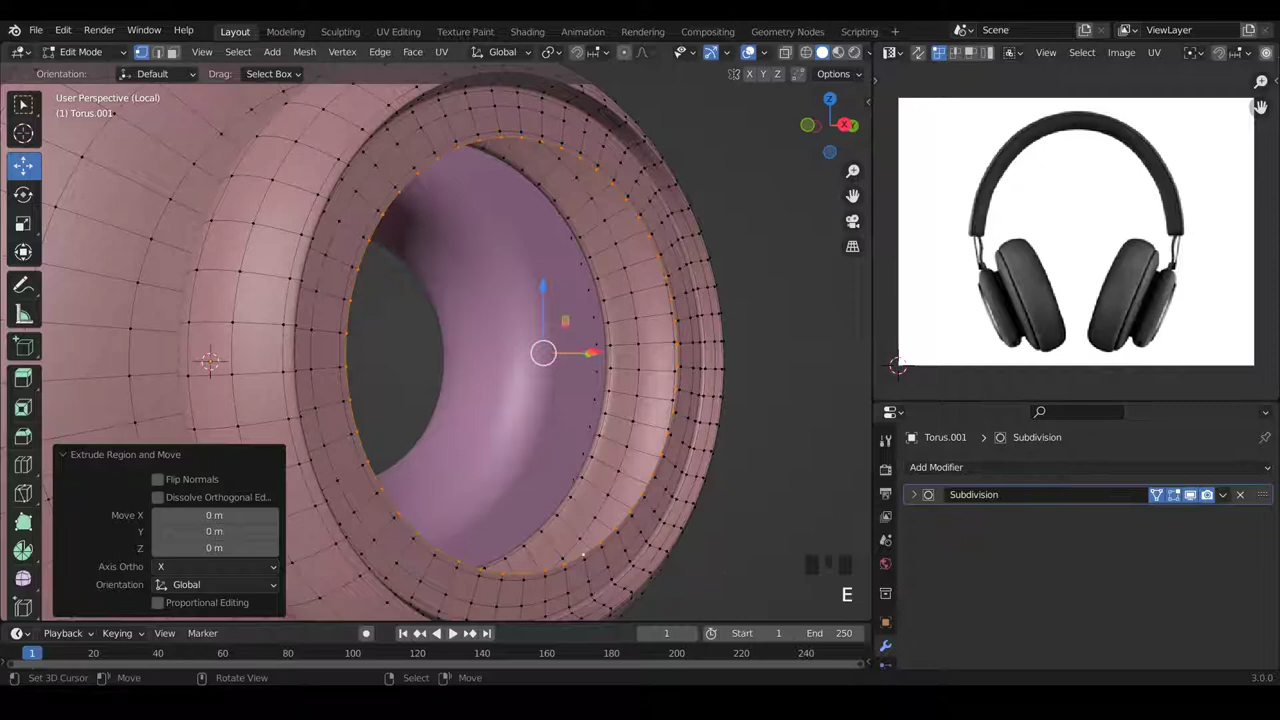 File Edit Render Window Help Layout Modeling Sculpting UV Editing Texture Paint Shading Animation Rendering Compositing Geometry Nodes Scripting Scene ViewLayer
Edit Mode View Select Add Mesh Vertex Edge Face UV Global View Select Image UV
Orientation: Default Drag: Select Box X Y Z Options
User Perspective (Local)
(1) Torus.001
Z
X
Y
Torus.001 Subdivision
Extrude Region and Move
Add Modifier
Flip Normals
Subdivision
Dissolve Orthogonal Ed...
Move X 0 m
Y 0 m
Z 0 m
Axis Ortho X
Orientation Global
Proportional Editing
E
Playback Keying View Marker 1 Start 1 End 250
1 20 40 60 80 100 120 140 160 180 200 220 240
Set 3D Cursor Move Rotate View Select Move 3.0.0